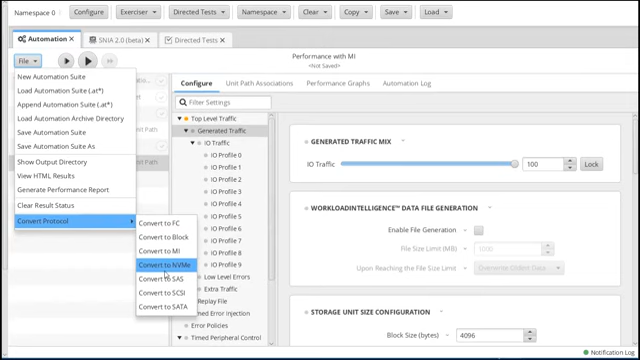 Namespace 0
Configure
Exerciser
Directed Tests
Namespace
Clear
Copy
Save
Load
Automation
SNIA 2.0 (beta)
Directed Tests
File
Performance with MI
<Not Saved>
New Automation Suite
Load Automation Suite (.at*)
Append Automation Suite (.at*)
Load Automation Archive Directory
Save Automation Suite
Save Automation Suite As
Show Output Directory
View HTML Results
Generate Performance Report
Clear Result Status
Convert Protocol
Convert to FC
Convert to Block
Convert to MI
Convert to NVMe
Convert to SAS
Convert to SCSI
Convert to SATA
Path
Path
Configure
Unit Path Associations
Performance Graphs
Automation Log
Filter Settings
Top Level Traffic
Generated Traffic
IO Traffic
IO Profile 0
IO Profile 1
IO Profile 2
IO Profile 3
IO Profile 4
IO Profile 5
IO Profile 6
IO Profile 7
IO Profile 8
IO Profile 9
Low Level Errors
Extra Traffic
Replay File
Timed Error Injection
Error Policies
Timed Peripheral Control
GENERATED TRAFFIC MIX
IO Traffic
100
Lock
WORKLOADINTELLIGENCE™ DATA FILE GENERATION
Enable File Generation
File Size Limit (MB)
1000
Upon Reaching the File Size Limit
Overwrite Oldest Data
STORAGE UNIT SIZE CONFIGURATION
Block Size (bytes)
4096
Notification Log